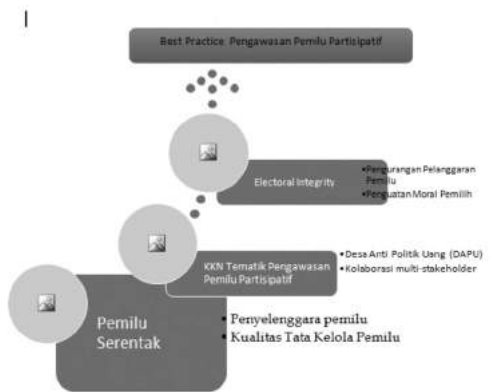 Best Practice Pengawasan Pemilu Partisipatif
Electoral Integrity
•Pengurangan Pelanggaran
Pemilu
•Penguatan Moral Pemilih
KKN Tematik Pengawasan
Pemilu Partisipatif
•Desa Anti Politik Uang (DAPU)
•Kolaborasi multi-stakeholder
Pemilu
Serentak
• Penyelenggara pemilu
• Kualitas Tata Kelola Pemilu